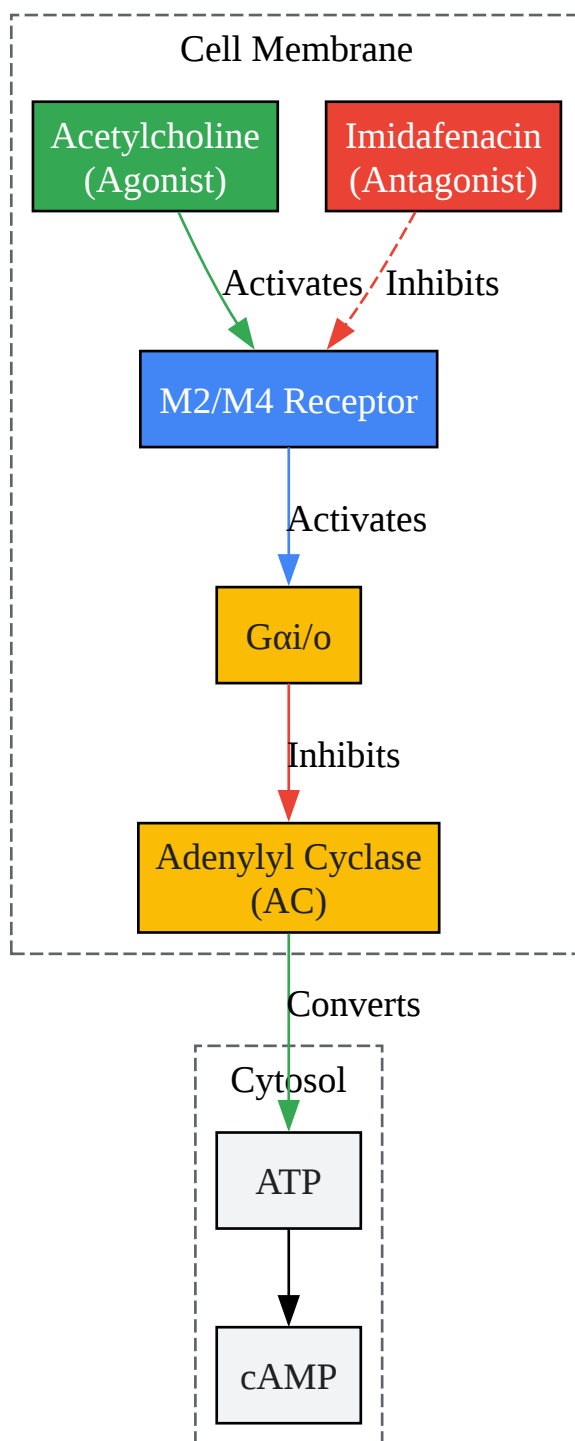 Cell Membrane
Acetylcholine
(Agonist)
Imidafenacin
(Antagonist)
Activates
Inhibits
M2/M4 Receptor
Activates
Gαi/o
Inhibits
Adenylyl Cyclase
(AC)
Converts
Cytosol
ATP
cAMP